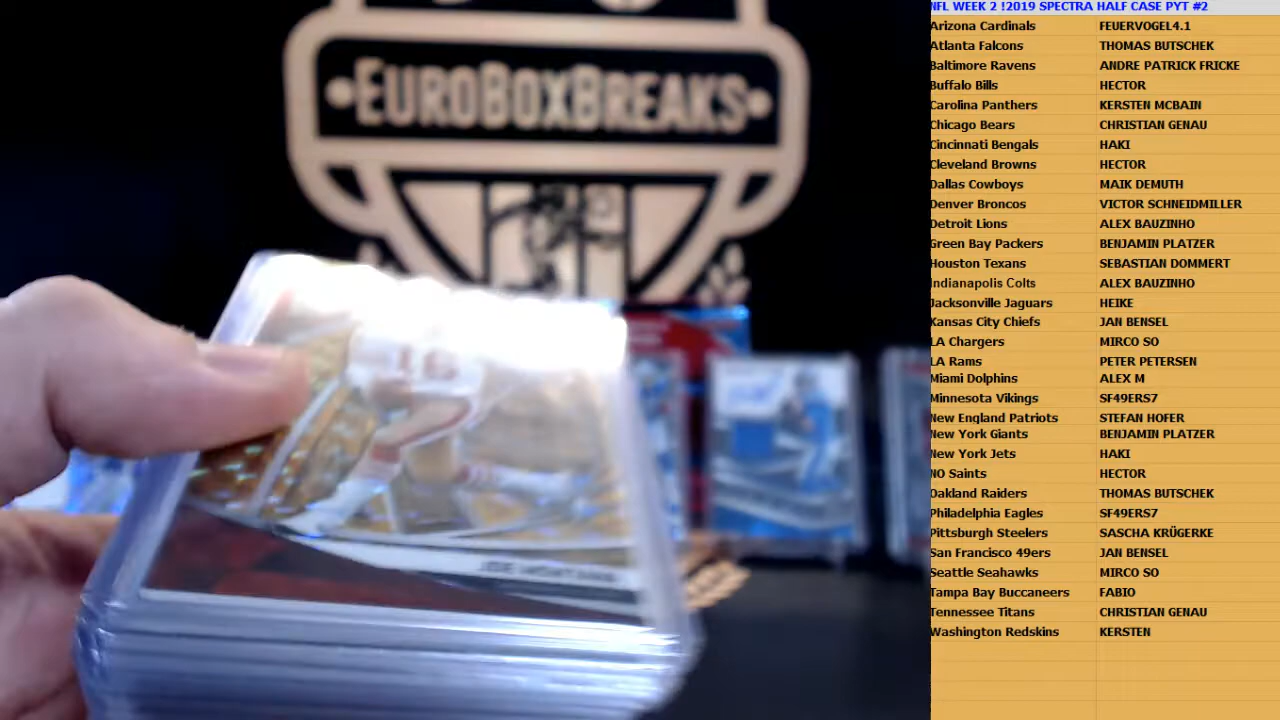 EUROBOXBREAKS
JOE MONTANA
NFL WEEK 2 !2019 SPECTRA HALF CASE PYT #2
Arizona Cardinals FEUERVOGEL4.1
Atlanta Falcons THOMAS BUTSCHEK
Baltimore Ravens ANDRE PATRICK FRICKE
Buffalo Bills HECTOR
Carolina Panthers KERSTEN MCBAIN
Chicago Bears CHRISTIAN GENAU
Cincinnati Bengals HAKI
Cleveland Browns HECTOR
Dallas Cowboys MAIK DEMUTH
Denver Broncos VICTOR SCHNEIDMILLER
Detroit Lions ALEX BAUZINHO
Green Bay Packers BENJAMIN PLATZER
Houston Texans SEBASTIAN DOMMERT
Indianapolis Colts ALEX BAUZINHO
Jacksonville Jaguars HEIKE
Kansas City Chiefs JAN BENSEL
LA Chargers MIRCO SO
LA Rams PETER PETERSEN
Miami Dolphins ALEX M
Minnesota Vikings SF49ERS7
New England Patriots STEFAN HOFER
New York Giants BENJAMIN PLATZER
New York Jets HAKI
NO Saints HECTOR
Oakland Raiders THOMAS BUTSCHEK
Philadelphia Eagles SF49ERS7
Pittsburgh Steelers SASCHA KRÜGERKE
San Francisco 49ers JAN BENSEL
Seattle Seahawks MIRCO SO
Tampa Bay Buccaneers FABIO
Tennessee Titans CHRISTIAN GENAU
Washington Redskins KERSTEN